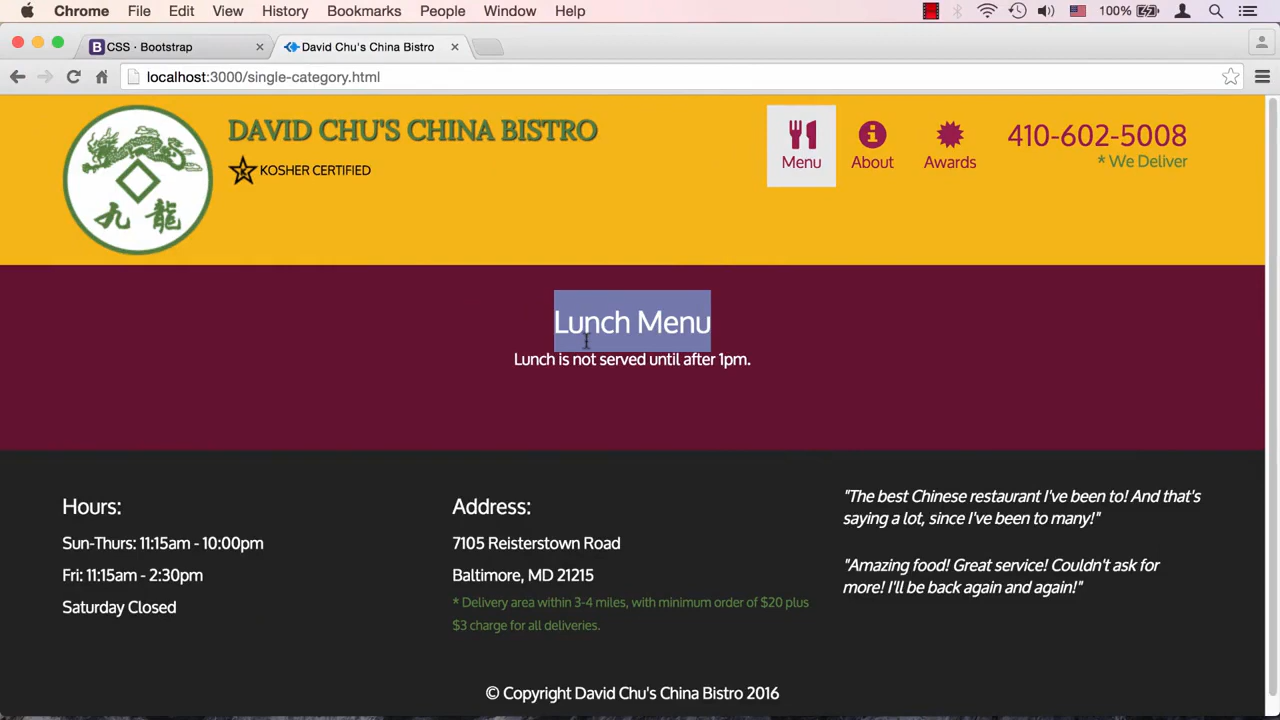 Chrome File Edit View History Bookmarks People Window Help 100%
CSS · Bootstrap
David Chu's China Bistro
localhost:3000/single-category.html
DAVID CHU'S CHINA BISTRO
KOSHER CERTIFIED
九龍
Menu
About
Awards
410-602-5008
* We Deliver
Lunch Menu
Lunch is not served until after 1pm.
Hours:
Sun-Thurs: 11:15am - 10:00pm
Fri: 11:15am - 2:30pm
Saturday Closed
Address:
7105 Reisterstown Road
Baltimore, MD 21215
* Delivery area within 3-4 miles, with minimum order of $20 plus
$3 charge for all deliveries.
"The best Chinese restaurant I've been to! And that's
saying a lot, since I've been to many!"
"Amazing food! Great service! Couldn't ask for
more! I'll be back again and again!"
© Copyright David Chu's China Bistro 2016